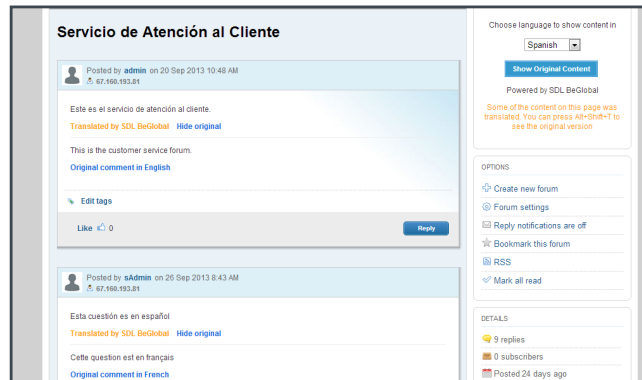 Servicio de Atención al Cliente
Posted by admin on 20 Sep 2013 10:48 AM
67.160.193.81
Este es el servicio de atención al cliente.
Translated by SDL BeGlobal Hide original
This is the customer service forum.
Original comment in English
Edit tags
Like 0
Reply
Posted by sAdmin on 26 Sep 2013 8:43 AM
67.160.193.81
Esta cuestión es en español
Translated by SDL BeGlobal Hide original
Cette question est en français
Original comment in French
Choose language to show content in
Spanish
Show Original Content
Powered by SDL BeGlobal
Some of the content on this page was
translated. You can press Alt+Shift+T to
see the original version
OPTIONS
Create new forum
Forum settings
Reply notifications are off
Bookmark this forum
RSS
Mark all read
DETAILS
9 replies
0 subscribers
Posted 24 days ago